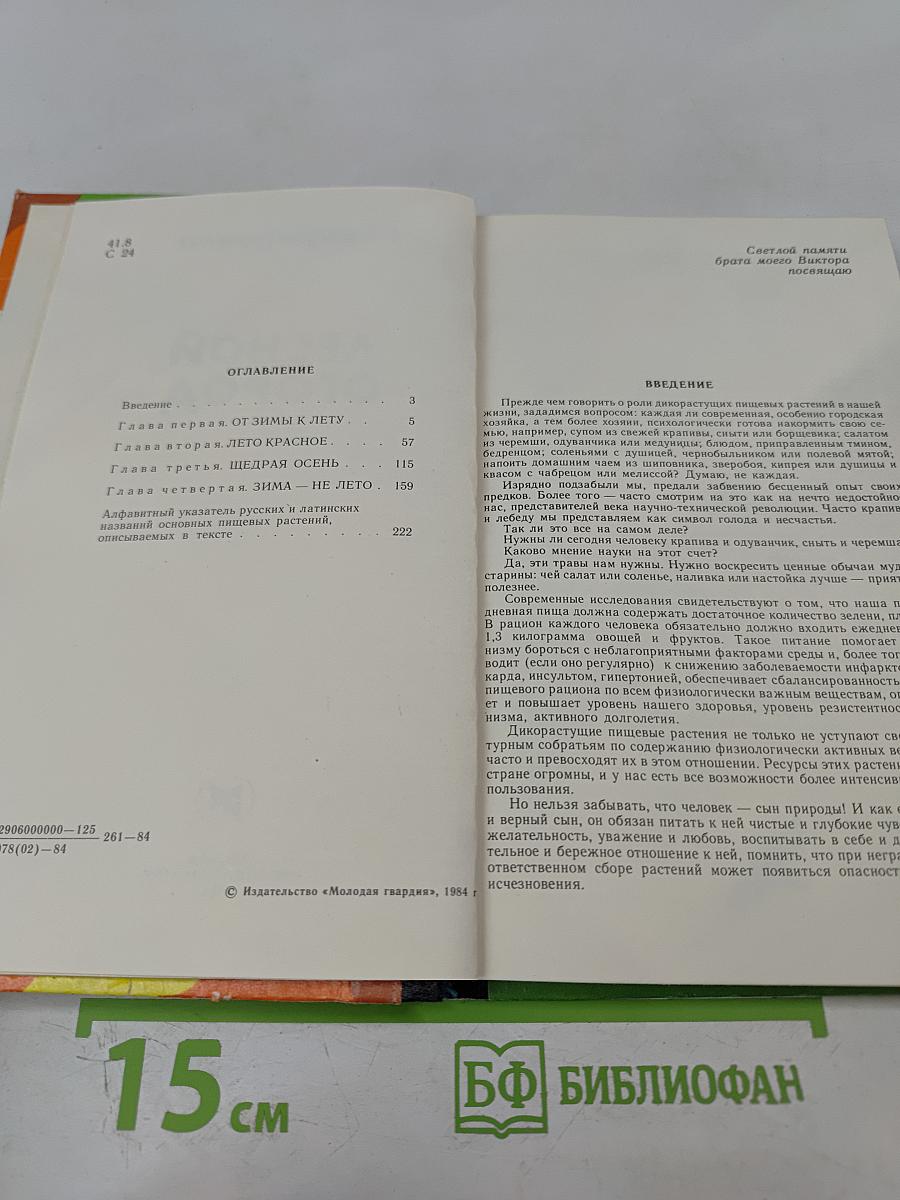 41.8
С 24
ОГЛАВЛЕНИЕ
Введение . . . . . . . . . . . . . . 3
Глава первая. ОТ ЗИМЫ К ЛЕТУ . . 5
Глава вторая. ЛЕТО КРАСНОЕ . . . . 57
Глава третья. ЩЕДРАЯ ОСЕНЬ . . . 115
Глава четвертая. ЗИМА — НЕ ЛЕТО . 159
Алфавитный указатель русских и латинских
названий основных пищевых растений,
описываемых в тексте . . . . . . . . . 222
2906000000—125
078(02)—84
261—84
© Издательство «Молодая гвардия», 1984 г
Светлой памяти
брата моего Виктора
посвящаю
ВВЕДЕНИЕ
Прежде чем говорить о роли дикорастущих пищевых растений в нашей
жизни, зададимся вопросом: каждая ли современная, особенно городская
хозяйка, а тем более хозяин, психологически готова накормить свою се-
мью, например, супом из свежей крапивы, сныти или борщевика; салатом
из черемши, одуванчика или медуницы; блюдом, приправленным тмином,
бедренцом; соленьями с душицей, чернобыльником или полевой мятой;
напоить домашним чаем из шиповника, зверобоя, кипрея или душицы и
квасом с чабрецом или мелиссой? Думаю, не каждая.
Изрядно подзабыли мы, предали забвению бесценный опыт своих
предков. Более того — часто смотрим на это как на нечто недостойно
нас, представителей века научно-технической революции. Часто крапив
и лебеду мы представляем как символ голода и несчастья.
Так ли это все на самом деле?
Нужны ли сегодня человеку крапива и одуванчик, сныть и черемша
Каково мнение науки на этот счет?
Да, эти травы нам нужны. Нужно воскресить ценные обычаи муд
старины: чей салат или соленье, наливка или настойка лучше — прият
полезнее.
Современные исследования свидетельствуют о том, что наша п
дневная пища должна содержать достаточное количество зелени, пл
В рацион каждого человека обязательно должно входить ежеднев
1,3 килограмма овощей и фруктов. Такое питание помогает
низму бороться с неблагоприятными факторами среды и, более тог
водит (если оно регулярно) к снижению заболеваемости инфаркто
карда, инсультом, гипертонией, обеспечивает сбалансированность
пищевого рациона по всем физиологически важным веществам, оп
ет и повышает уровень нашего здоровья, уровень резистентнос
низма, активного долголетия.
Дикорастущие пищевые растения не только не уступают сво
турным собратьям по содержанию физиологически активных ве
часто и превосходят их в этом отношении. Ресурсы этих растени
стране огромны, и у нас есть все возможности более интенсив
пользования.
Но нельзя забывать, что человек — сын природы! И как
и верный сын, он обязан питать к ней чистые и глубокие чув
желательность, уважение и любовь, воспитывать в себе и д
тельное и бережное отношение к ней, помнить, что при негра
ответственном сборе растений может появиться опасност
исчезновения.
15 см
БФ БИБЛИОФАН